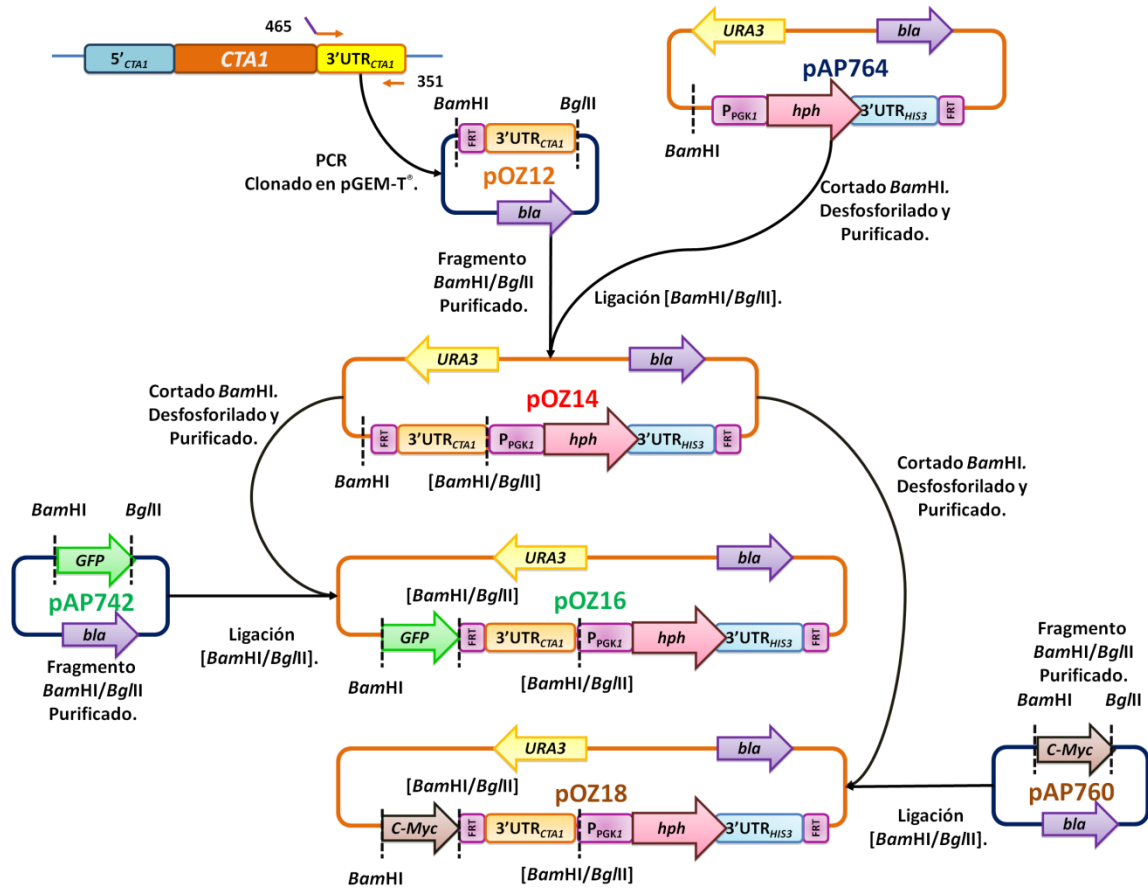 465
5'CTA1
CTA1
3'UTRCTA1
351
URA3
bla
pAP764
PPGK1
hph
3'UTRHIS3
FRT
BamHI
BamHI
BglII
FRT
3'UTRCTA1
pOZ12
bla
PCR
Clonado en pGEM-T®.
Cortado BamHI.
Desfosforilado y
Purificado.
Fragmento
BamHI/BglII
Purificado.
Ligación [BamHI/BglII].
URA3
bla
pOZ14
FRT
3'UTRCTA1
PPGK1
hph
3'UTRHIS3
FRT
BamHI
[BamHI/BglII]
Cortado BamHI.
Desfosforilado y
Purificado.
Cortado BamHI.
Desfosforilado y
Purificado.
BamHI
BglII
GFP
pAP742
bla
Fragmento
BamHI/BglII
Purificado.
Ligación
[BamHI/BglII].
URA3
bla
[BamHI/BglII]
pOZ16
GFP
FRT
3'UTRCTA1
PPGK1
hph
3'UTRHIS3
FRT
BamHI
[BamHI/BglII]
URA3
bla
[BamHI/BglII]
pOZ18
C-Myc
FRT
3'UTRCTA1
PPGK1
hph
3'UTRHIS3
FRT
BamHI
[BamHI/BglII]
Fragmento
BamHI/BglII
Purificado.
BamHI
BglII
C-Myc
pAP760
bla
Ligación
[BamHI/BglII].